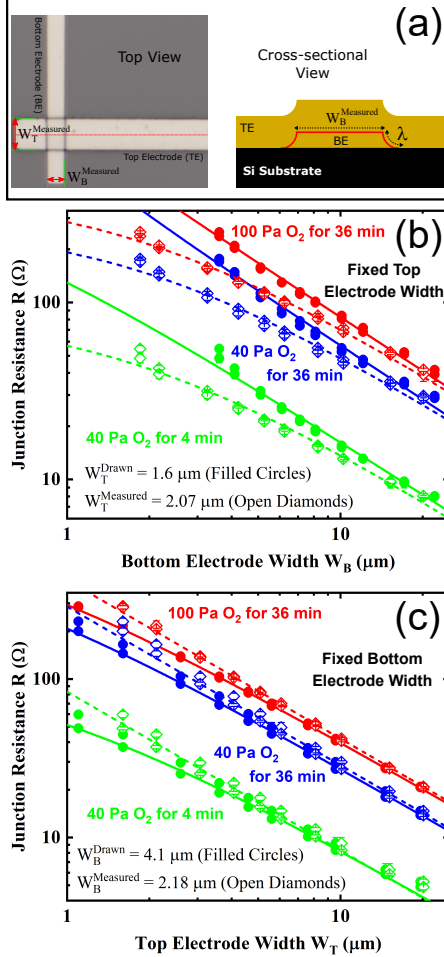 (a)
Bottom
Electrode (BE)
Top View
W_T^Measured
Top Electrode (TE)
W_B^Measured
Cross-sectional
View
W_B^Measured
TE
BE
λ
Si Substrate
(b)
100 Pa O₂ for 36 min
Fixed Top
Electrode Width
40 Pa O₂
for 36 min
40 Pa O₂ for 4 min
W_T^Drawn = 1.6 μm (Filled Circles)
W_T^Measured = 2.07 μm (Open Diamonds)
Junction Resistance R (Ω)
100
10
1
10
Bottom Electrode Width W_B (μm)
(c)
100 Pa O₂ for 36 min
Fixed Bottom
Electrode Width
40 Pa O₂
for 36 min
40 Pa O₂ for 4 min
W_B^Drawn = 4.1 μm (Filled Circles)
W_B^Measured = 2.18 μm (Open Diamonds)
Junction Resistance R (Ω)
100
10
1
10
Top Electrode Width W_T (μm)